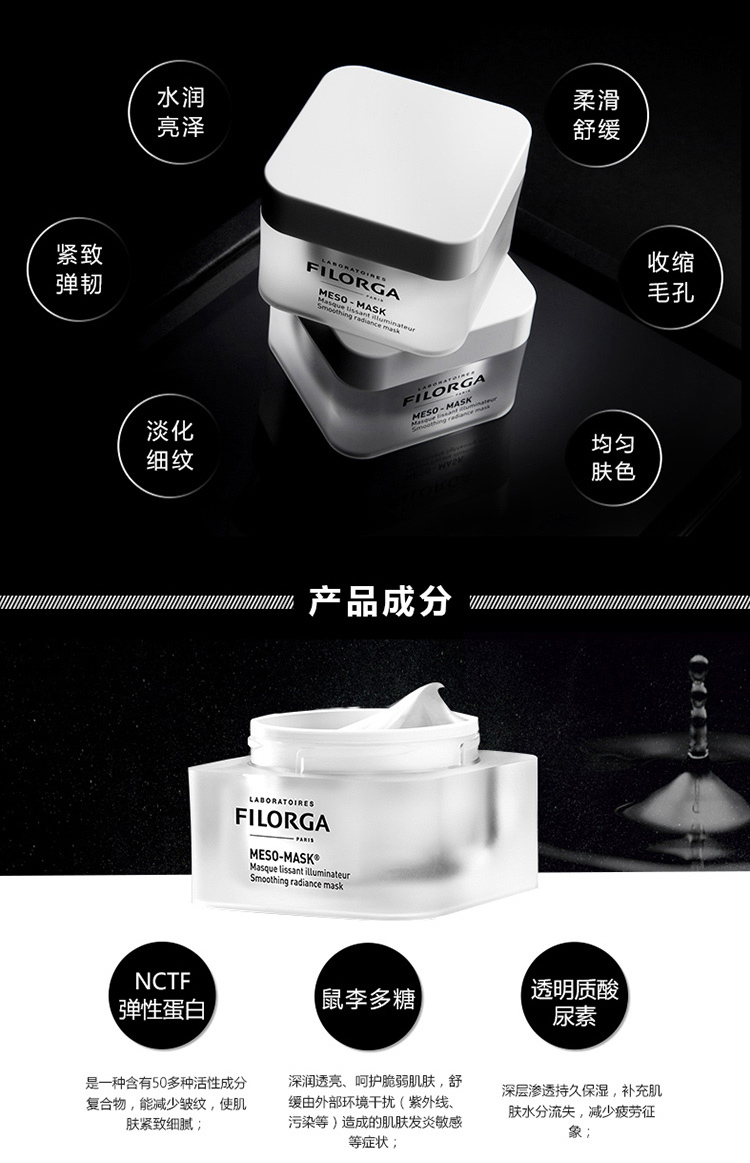 水润
亮泽
柔滑
舒缓
紧致
弹韧
收缩
毛孔
淡化
细纹
均匀
肤色
LABORATOIRES
FILORGA
PARIS
MESO - MASK
Masque lissant illuminateur
Smoothing radiance mask
LABORATOIRES
FILORGA
PARIS
MESO - MASK
Masque lissant illuminateur
Smoothing radiance mask
产品成分
LABORATOIRES
FILORGA
PARIS
MESO-MASK®
Masque lissant illuminateur
Smoothing radiance mask
NCTF
弹性蛋白
是一种含有50多种活性成分
复合物，能减少皱纹，使肌
肤紧致细腻；
鼠李多糖
深润透亮、呵护脆弱肌肤，舒
缓由外部环境干扰（紫外线、
污染等）造成的肌肤发炎敏感
等症状；
透明质酸
尿素
深层渗透持久保湿，补充肌
肤水分流失，减少疲劳征
象；